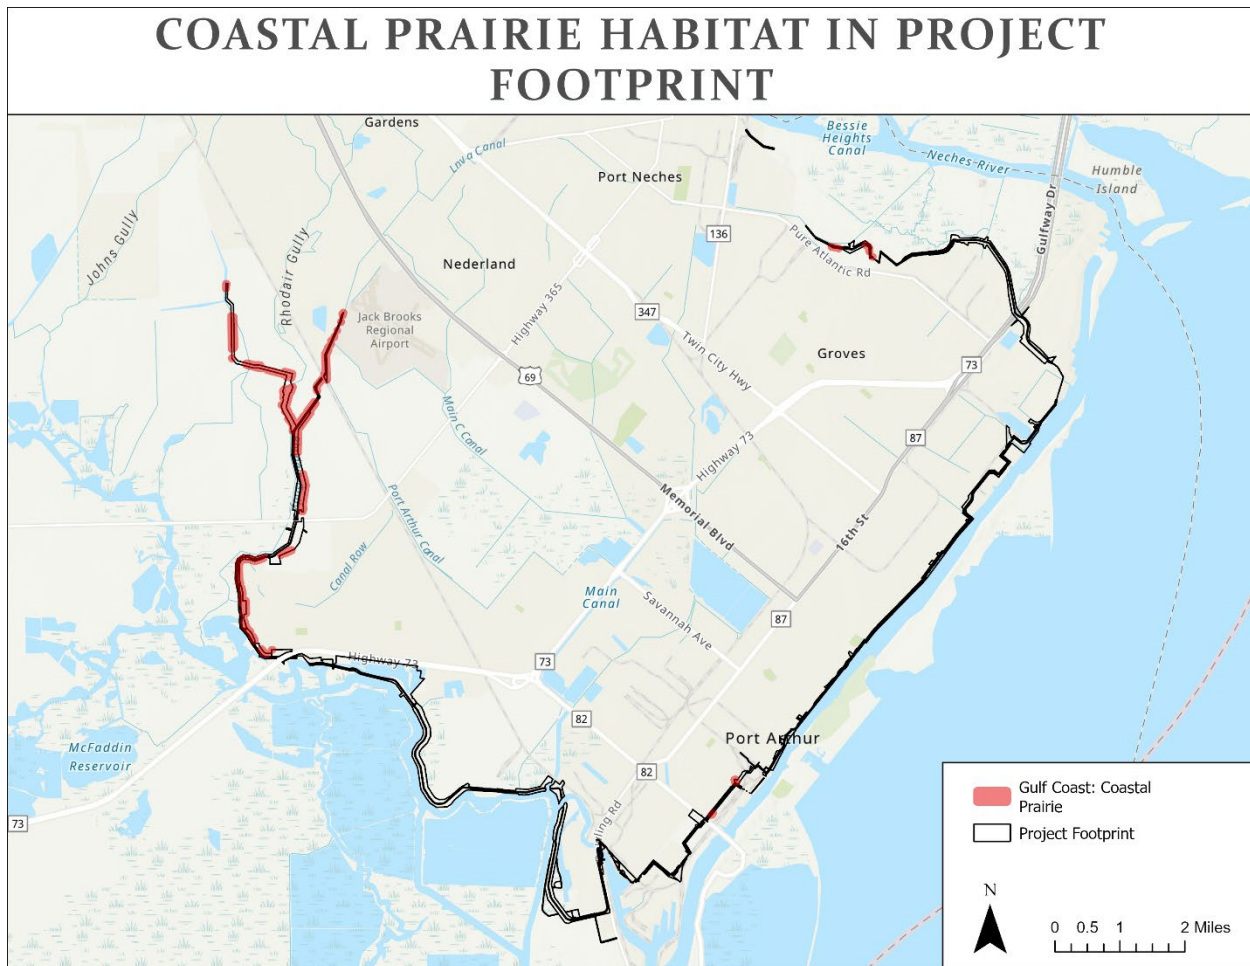 COASTAL PRAIRIE HABITAT IN PROJECT
FOOTPRINT
Gardens
Lnva Canal
Bessie
Heights
Canal
Neches River
Humble
Island
Port Neches
Gulfway Dr
Johns Gully
Rhodair Gully
136
Pure Atlantic Rd
Nederland
Highway 365
Jack Brooks
Regional
Airport
347
Twin City Hwy
Groves
73
69
Main C Canal
87
Highway 73
Port Arthur Canal
Memorial Blvd
16th St
Canal Row
Main
Canal
Savannah Ave
87
Highway 73
73
82
McFaddin
Reservoir
Port Arthur
82
73
ling Rd
Gulf Coast: Coastal
Prairie
Project Footprint
N
0 0.5 1 2 Miles